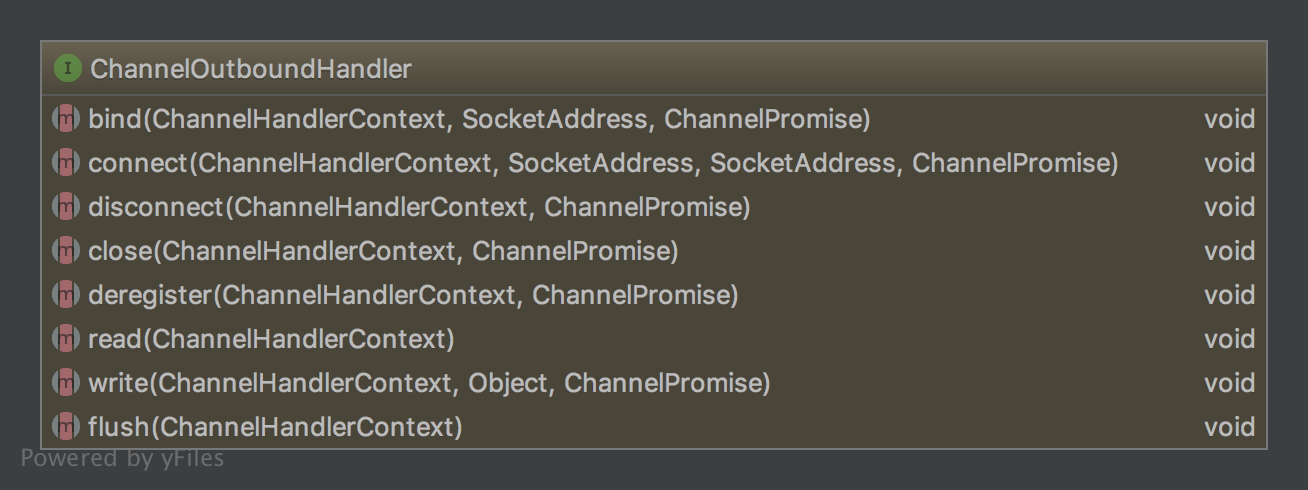 I ChannelOutboundHandler
m bind(ChannelHandlerContext, SocketAddress, ChannelPromise) void
m connect(ChannelHandlerContext, SocketAddress, SocketAddress, ChannelPromise) void
m disconnect(ChannelHandlerContext, ChannelPromise) void
m close(ChannelHandlerContext, ChannelPromise) void
m deregister(ChannelHandlerContext, ChannelPromise) void
m read(ChannelHandlerContext) void
m write(ChannelHandlerContext, Object, ChannelPromise) void
m flush(ChannelHandlerContext) void
Powered by yFiles